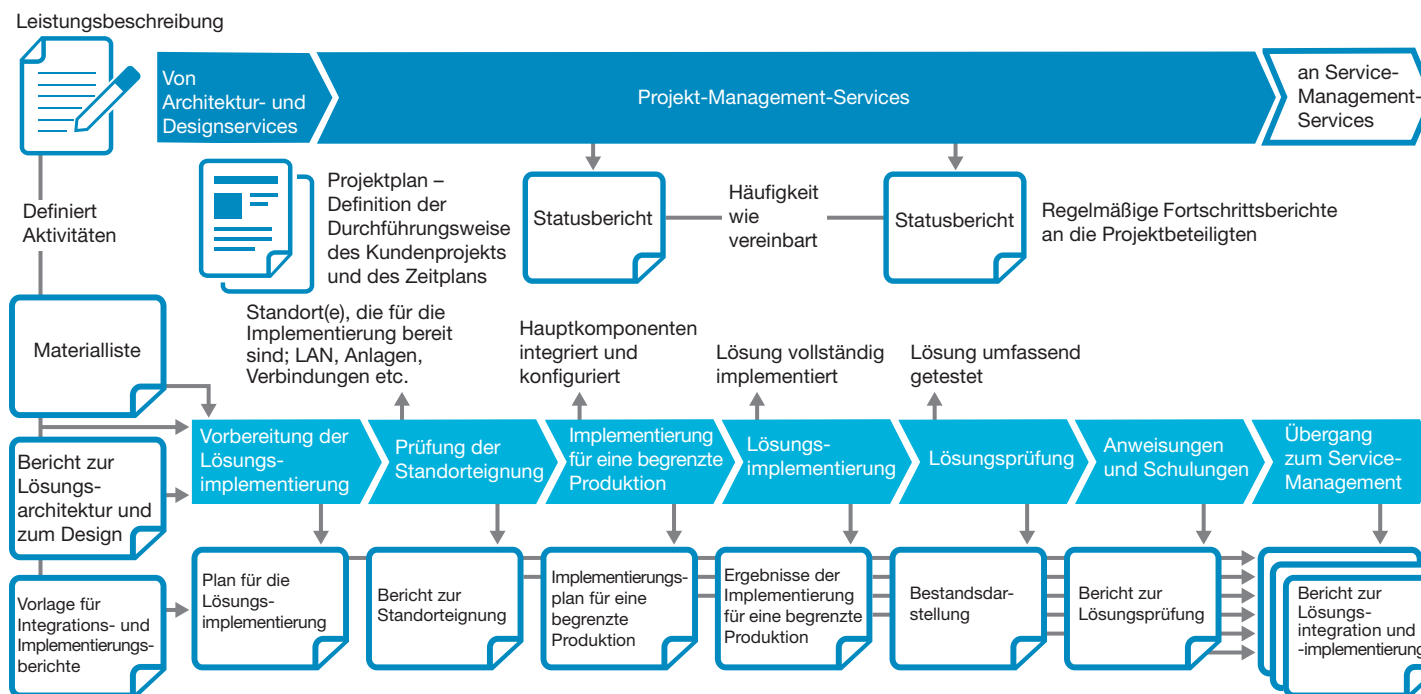 Leistungsbeschreibung
Von
Architektur- und
Designservices
Projekt-Management-Services
an Service-
Management-
Services
Definiert
Aktivitäten
Projektplan –
Definition der
Durchführungsweise
des Kundenprojekts
und des Zeitplans
Statusbericht
Häufigkeit
wie
vereinbart
Statusbericht
Regelmäßige Fortschrittsberichte
an die Projektbeteiligten
Materialliste
Standort(e), die für die
Implementierung bereit
sind; LAN, Anlagen,
Verbindungen etc.
Hauptkomponenten
integriert und
konfiguriert
Lösung vollständig
implementiert
Lösung umfassend
getestet
Bericht zur
Lösungs-
architektur und
zum Design
Vorbereitung der
Lösungs-
implementierung
Prüfung der
Standorteignung
Implementierung
für eine begrenzte
Produktion
Lösungs-
implementierung
Lösungsprüfung
Anweisungen
und Schulungen
Übergang
zum Service-
Management
Vorlage für
Integrations- und
Implementierungs-
berichte
Plan für die
Lösungs-
implementierung
Bericht zur
Standorteignung
Implementierungs-
plan für eine
begrenzte
Produktion
Ergebnisse der
Implementierung
für eine begrenzte
Produktion
Bestandsdar-
stellung
Bericht zur
Lösungsprüfung
Bericht zur
Lösungs-
integration und
-implementierung